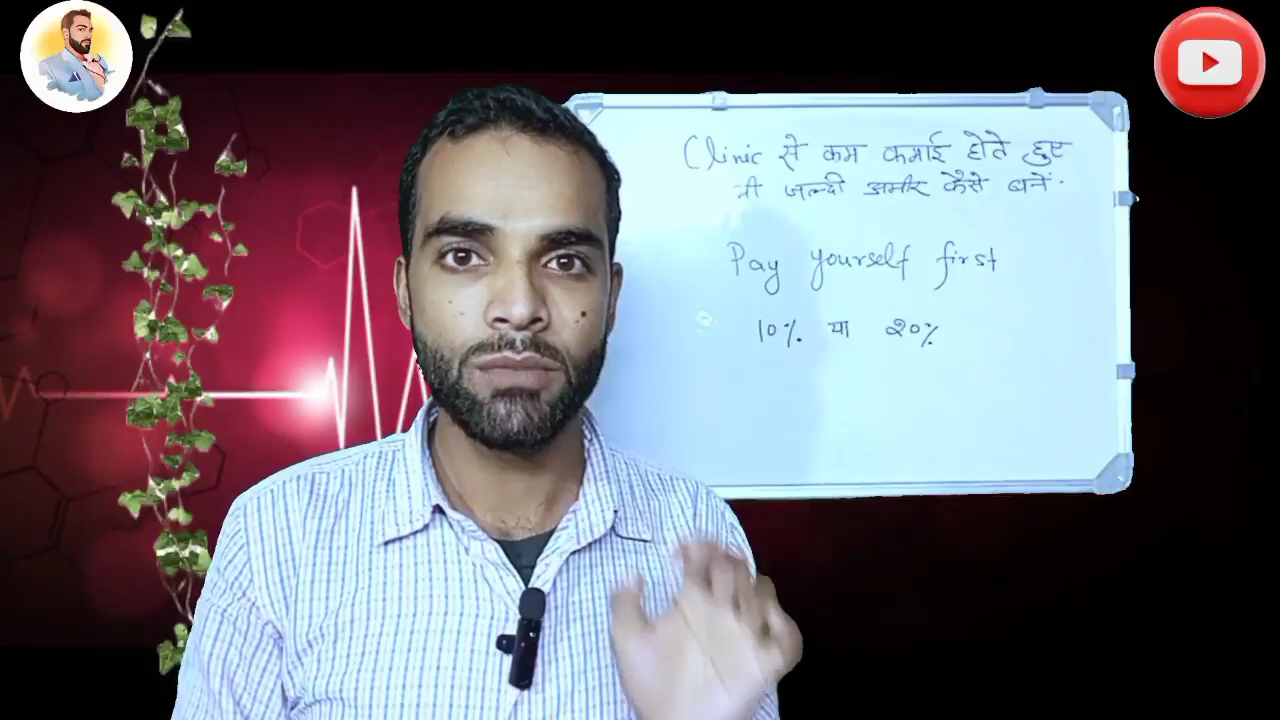 Clinic से कम कमाई होते हुए
भी जल्दी अमीर कैसे बनें.
Pay yourself first
10% या 20%